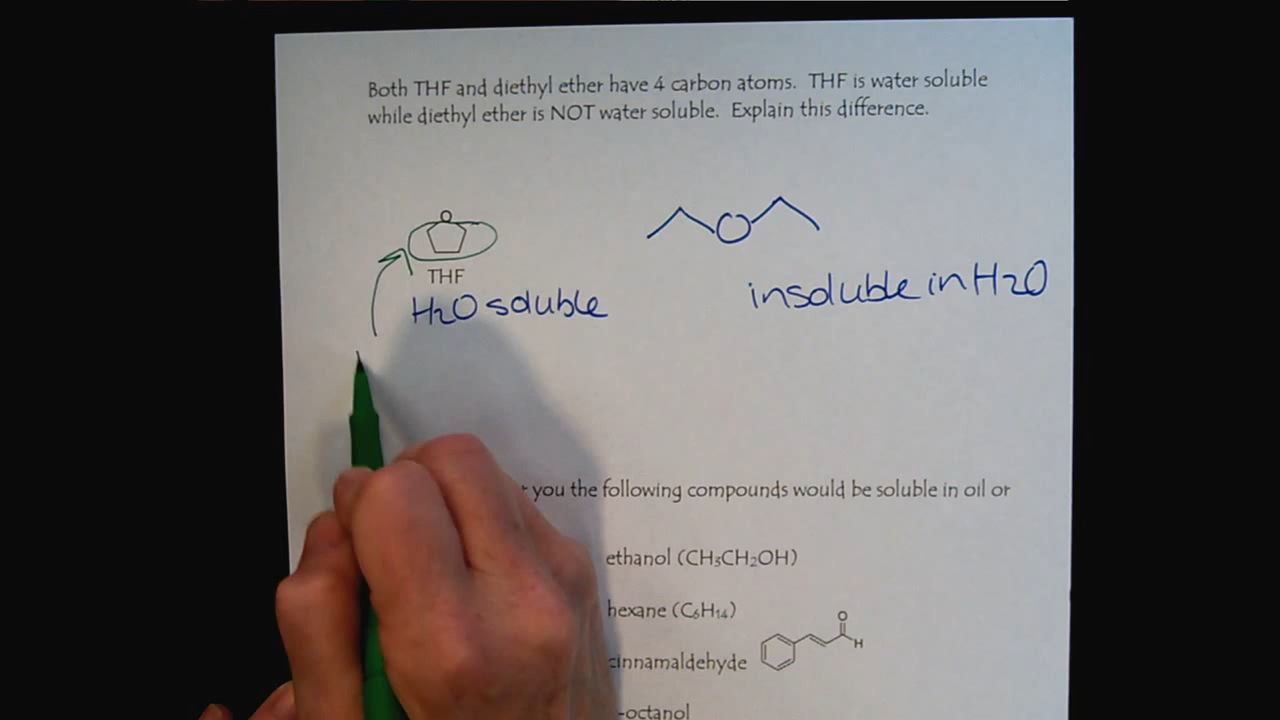 Both THF and diethyl ether have 4 carbon atoms. THF is water soluble
while diethyl ether is NOT water soluble. Explain this difference.
O
O
THF
H₂O soluble
insoluble in H₂O
you the following compounds would be soluble in oil or
ethanol (CH₃CH₂OH)
hexane (C₆H₁₄)
O
H
cinnamaldehyde
-octanol